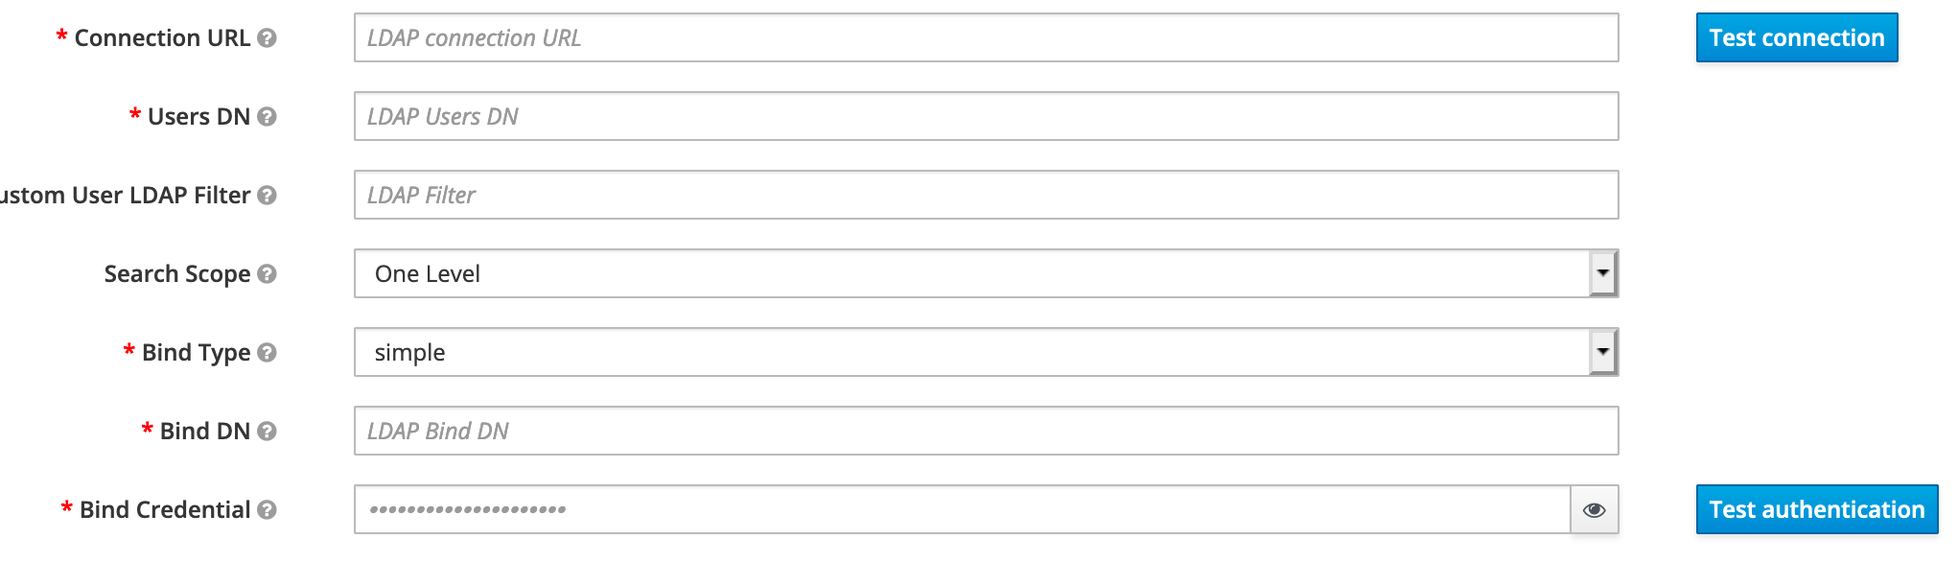 * Connection URL ? LDAP connection URL Test connection
* Users DN ? LDAP Users DN
ustom User LDAP Filter ? LDAP Filter
Search Scope ? One Level
* Bind Type ? simple
* Bind DN ? LDAP Bind DN
* Bind Credential ? ••••••••••••••••••••• Test authentication